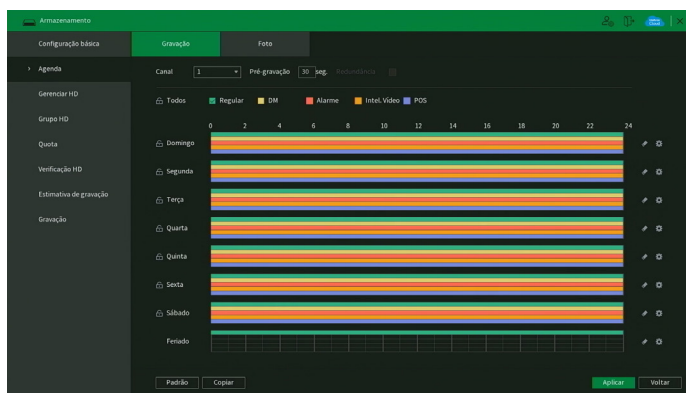 Armazenamento
Configuração básica
Gravação
Foto
Agenda
Canal 1 Pré-gravação 30 seg. Redundância
Gerenciar HD
Todos Regular DM Alarme Intel. Vídeo POS
Grupo HD
0 2 4 6 8 10 12 14 16 18 20 22 24
Quota
Domingo
Verificação HD
Segunda
Estimativa de gravação
Terça
Gravação
Quarta
Quinta
Sexta
Sábado
Feriado
Padrão Copiar Aplicar Voltar